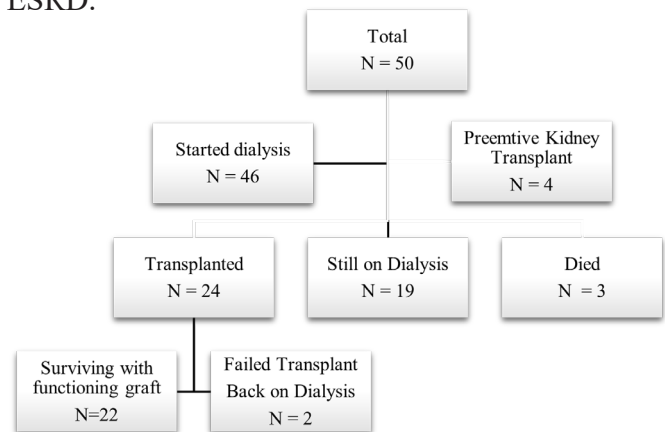 ESRD.
Total
N = 50
Started dialysis
N = 46
Preemtive Kidney
Transplant
N = 4
Transplanted
N = 24
Still on Dialysis
N = 19
Died
N = 3
Surviving with
functioning graft
N=22
Failed Transplant
Back on Dialysis
N = 2